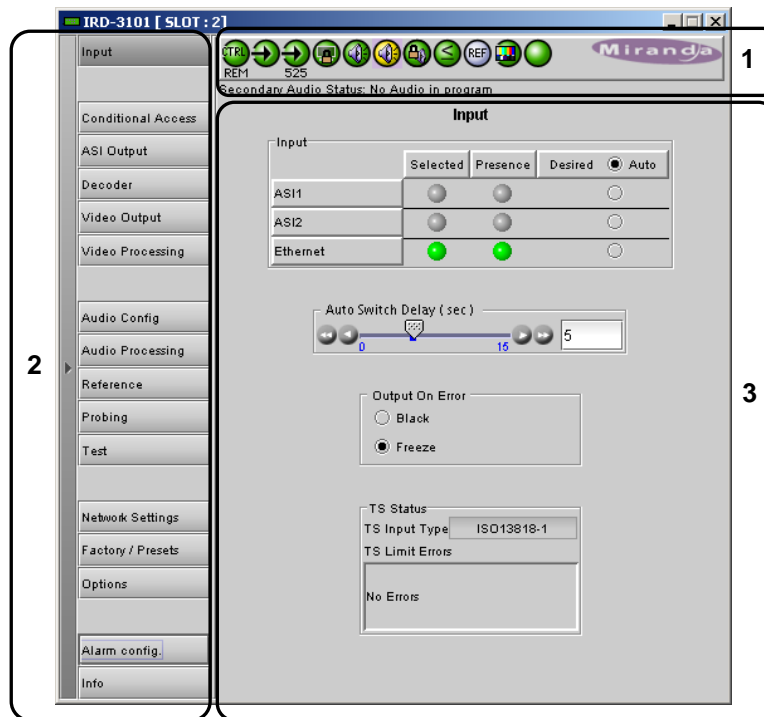 IRD-3101 [ SLOT : 2]
Input
Conditional Access
ASI Output
Decoder
Video Output
Video Processing
Audio Config
Audio Processing
Reference
Probing
Test
Network Settings
Factory / Presets
Options
Alarm config.
Info
2
CTRL
REM
525
REF
Miranda
1
Secondary Audio Status: No Audio in program
Input
Input
Selected Presence Desired Auto
ASI1
ASI2
Ethernet
Auto Switch Delay ( sec )
0 15 5
Output On Error
Black
Freeze
TS Status
TS Input Type ISO13818-1
TS Limit Errors
No Errors
3